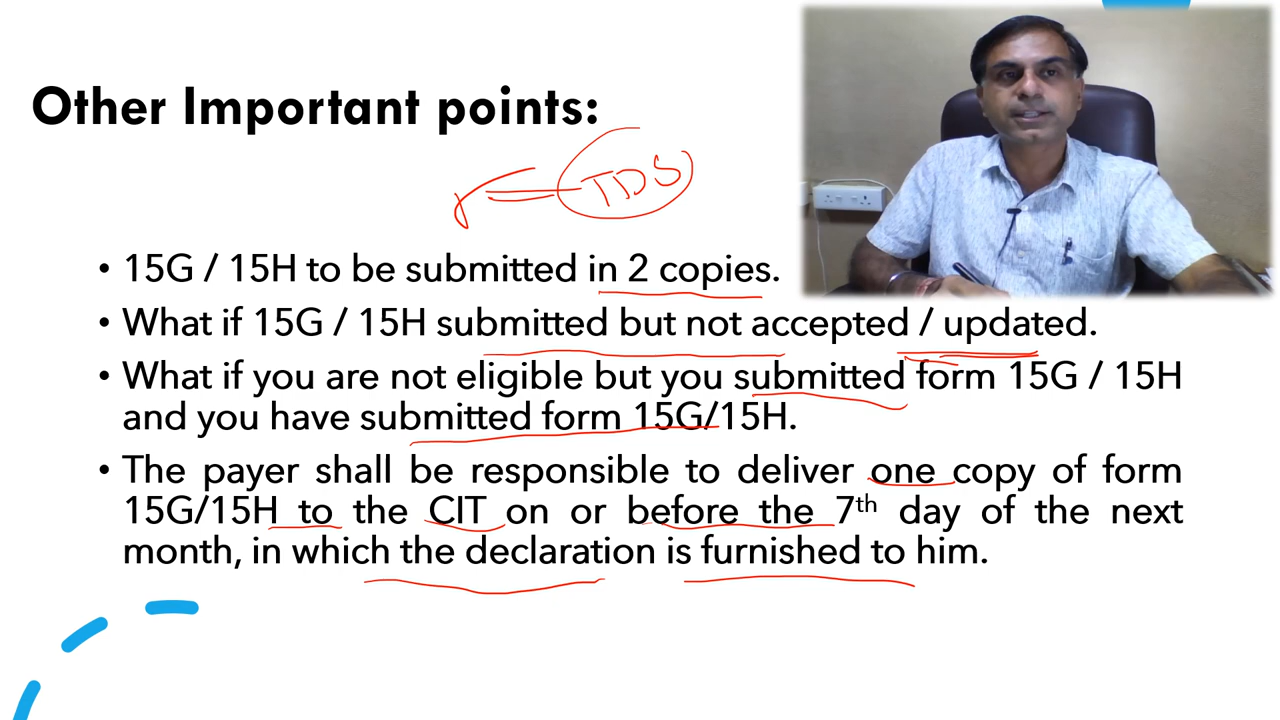 Other Important points:
TDS
• 15G / 15H to be submitted in 2 copies.
• What if 15G / 15H submitted but not accepted / updated.
• What if you are not eligible but you submitted form 15G / 15H
and you have submitted form 15G/15H.
• The payer shall be responsible to deliver one copy of form
15G/15H to the CIT on or before the 7th day of the next
month, in which the declaration is furnished to him.